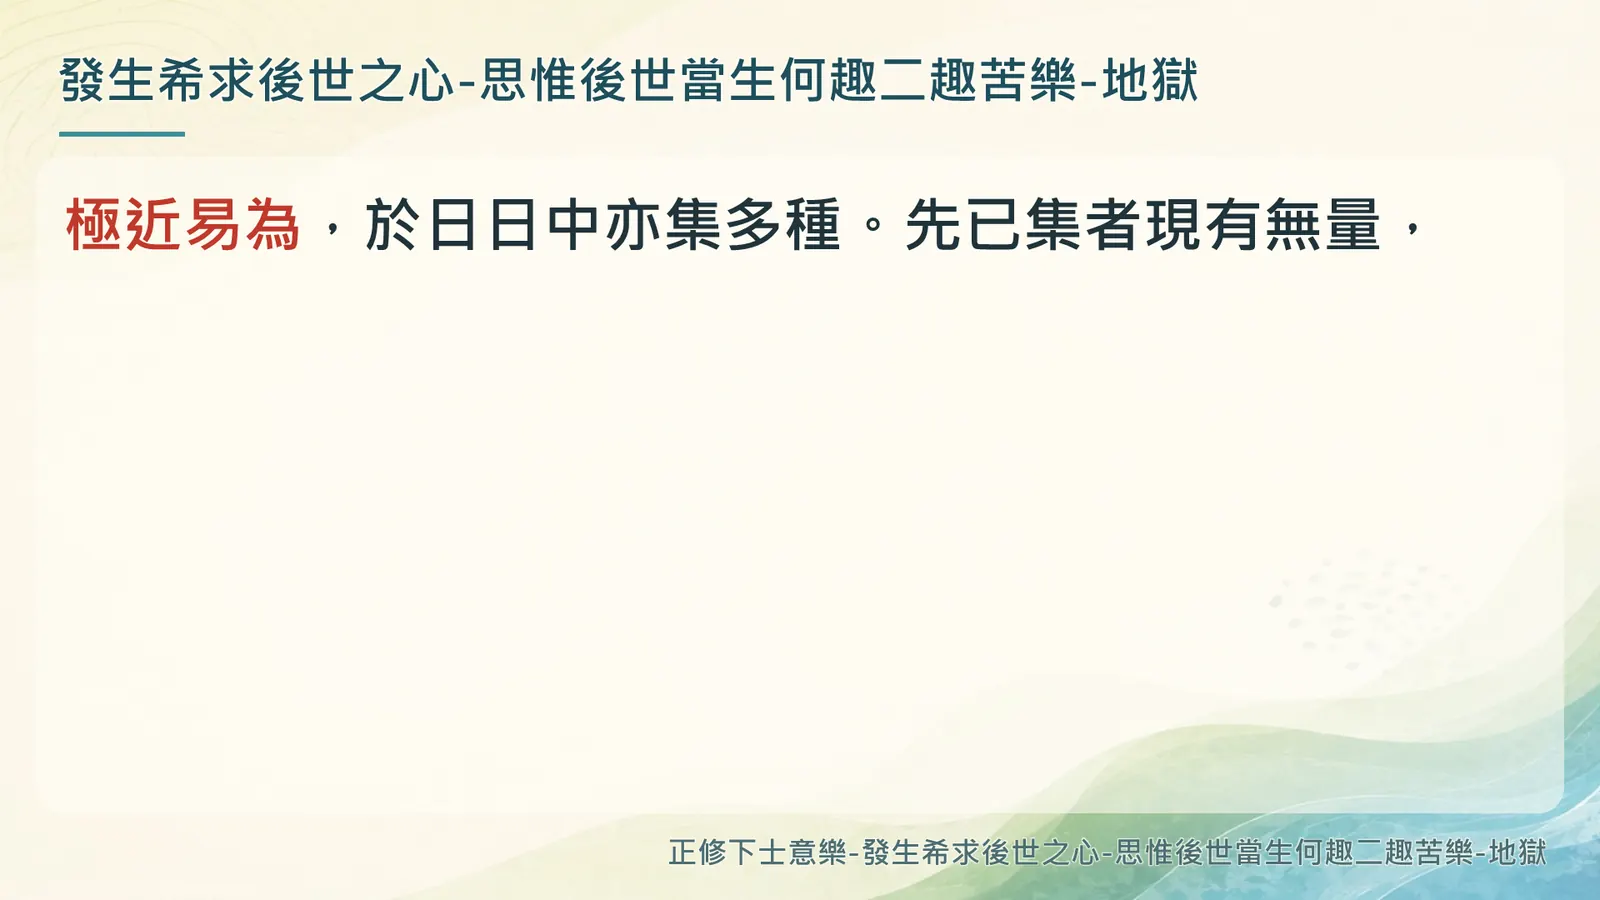 發生希求後世之心-思惟後世當生何趣二趣苦樂-地獄
極近易為，於日日中亦集多種。先已集者現有無量，
正修下士意樂-發生希求後世之心-思惟後世當生何趣二趣苦樂-地獄